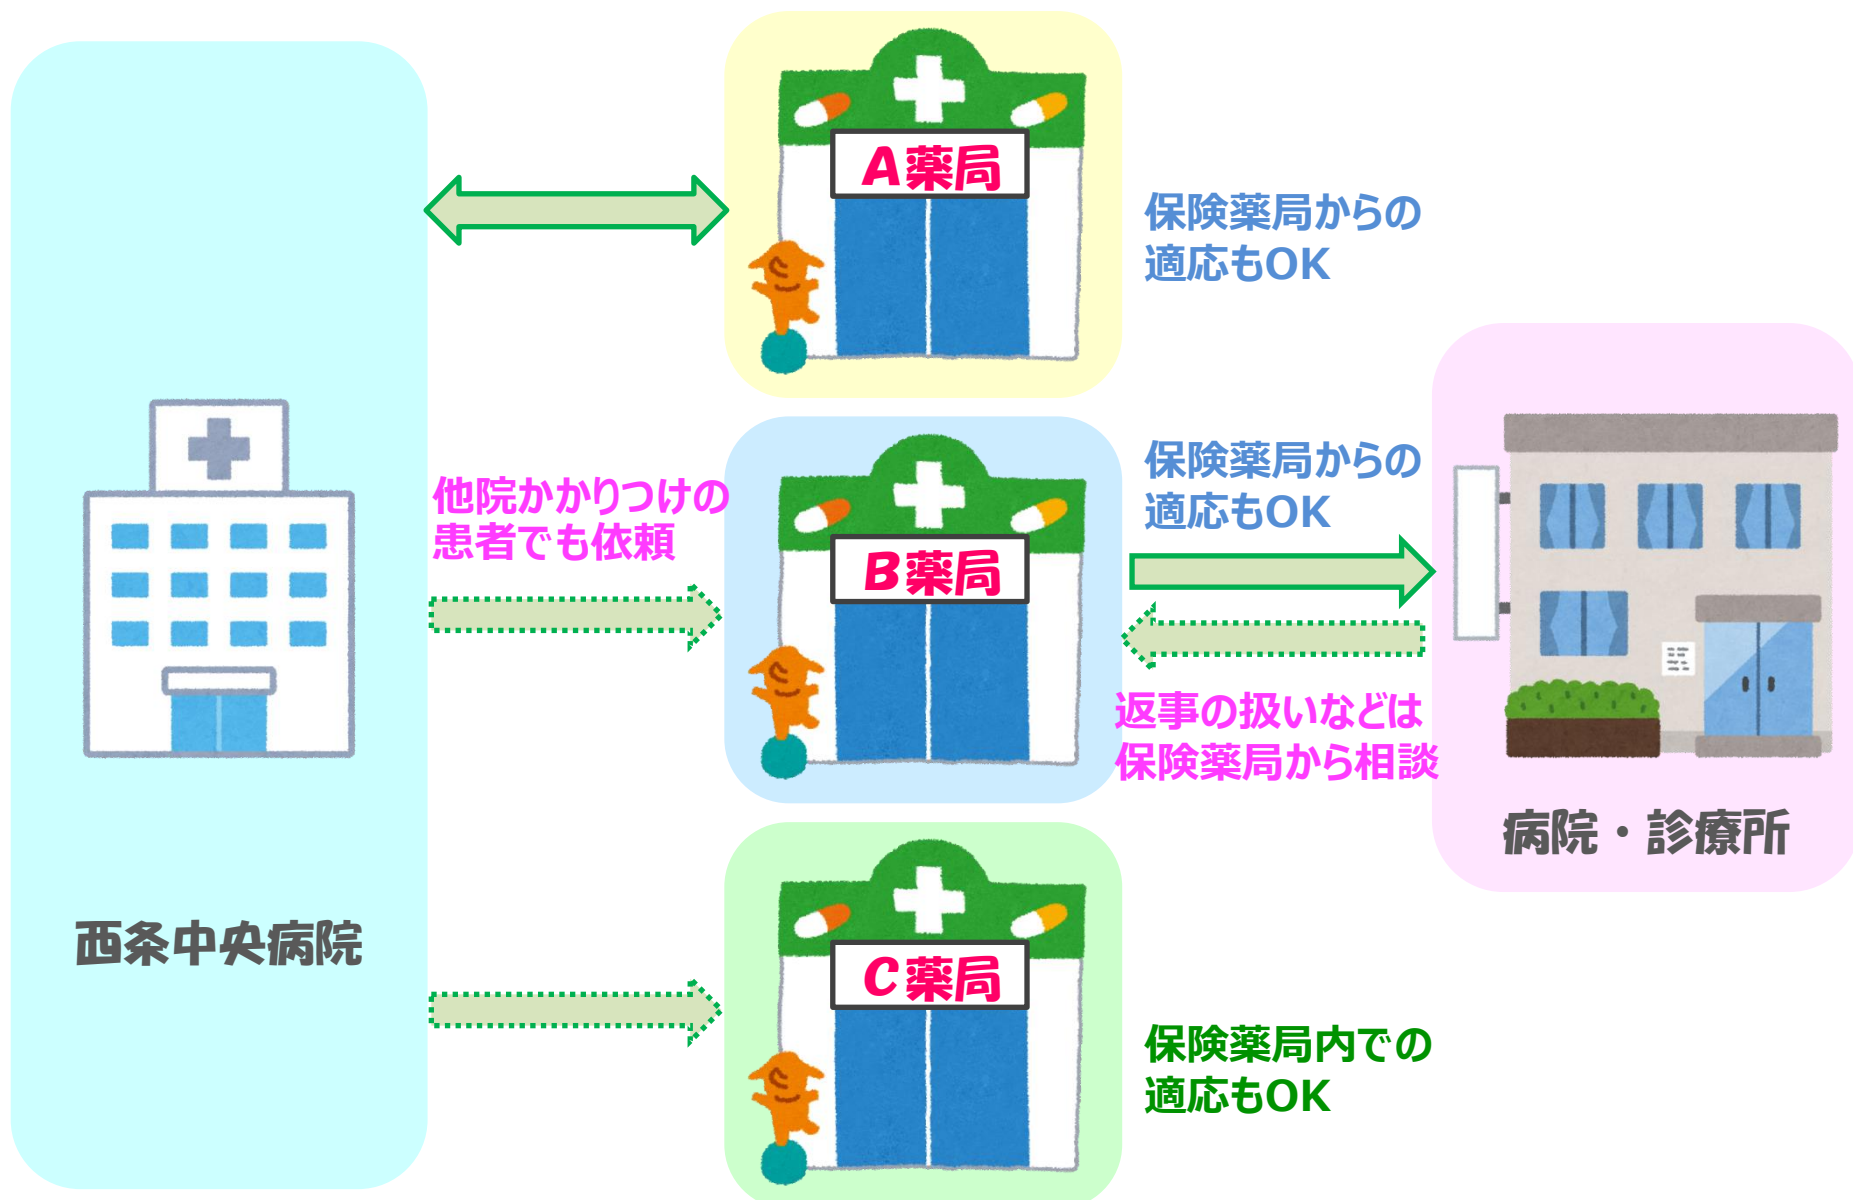 A薬局
保険薬局からの
適応もOK
他院かかりつけの
患者でも依頼
B薬局
保険薬局からの
適応もOK
返事の扱いなどは
保険薬局から相談
病院・診療所
西条中央病院
C薬局
保険薬局内での
適応もOK